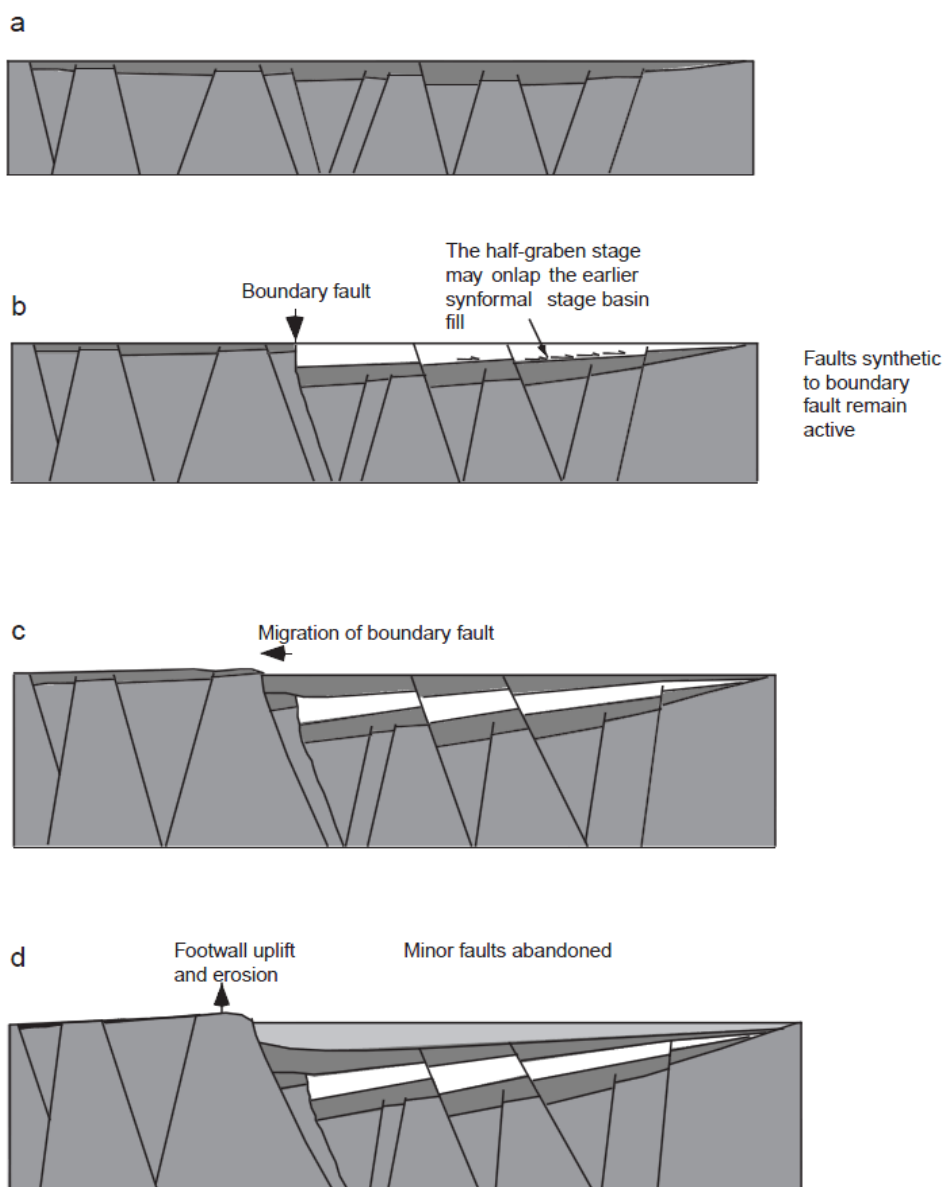 a
The half-graben stage
may onlap the earlier
synformal stage basin
fill
Boundary fault
b
Faults synthetic
to boundary
fault remain
active
c
Migration of boundary fault
d
Footwall uplift
and erosion
Minor faults abandoned